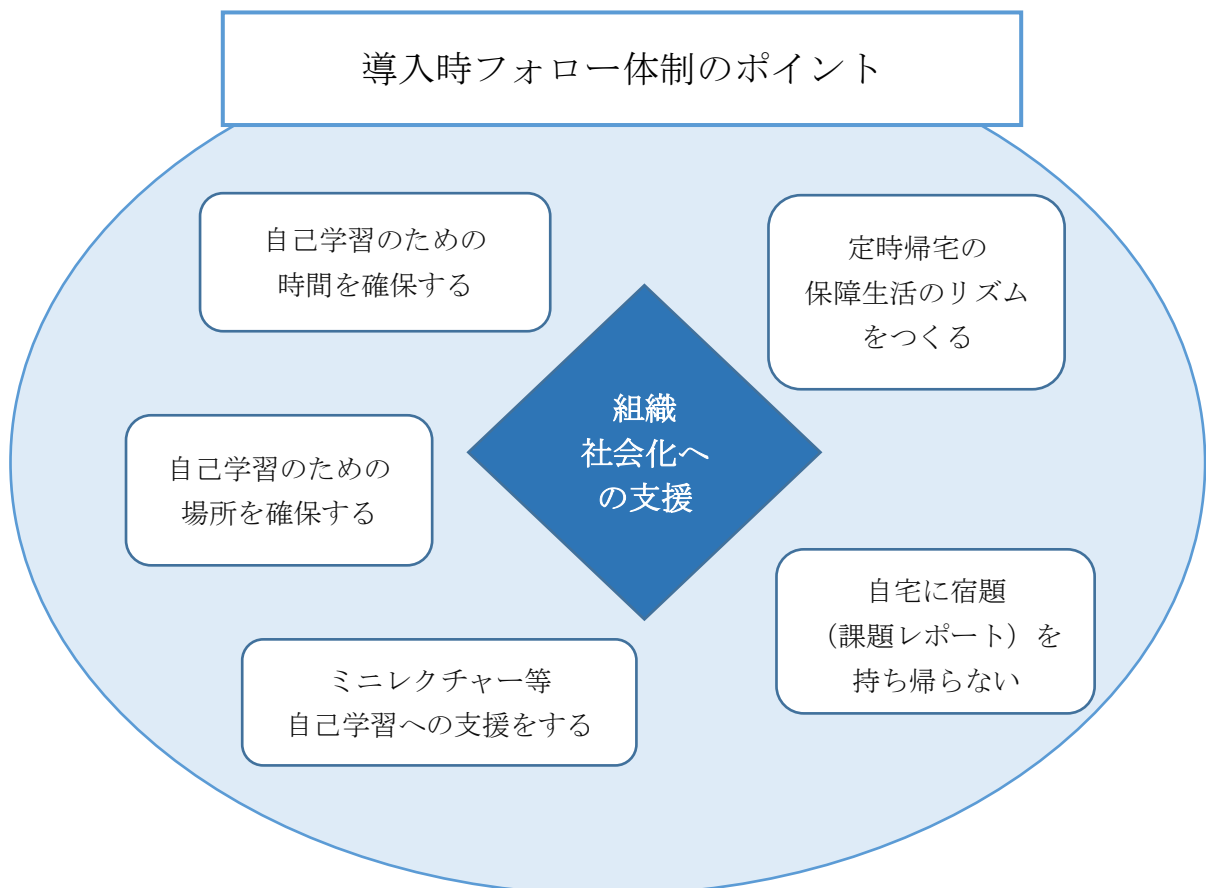 導入時フォロー体制のポイント
自己学習のための
時間を確保する
定時帰宅の
保障生活のリズム
をつくる
組織
社会化へ
の支援
自己学習のための
場所を確保する
自宅に宿題
（課題レポート）を
持ち帰らない
ミニレクチャー等
自己学習への支援をする